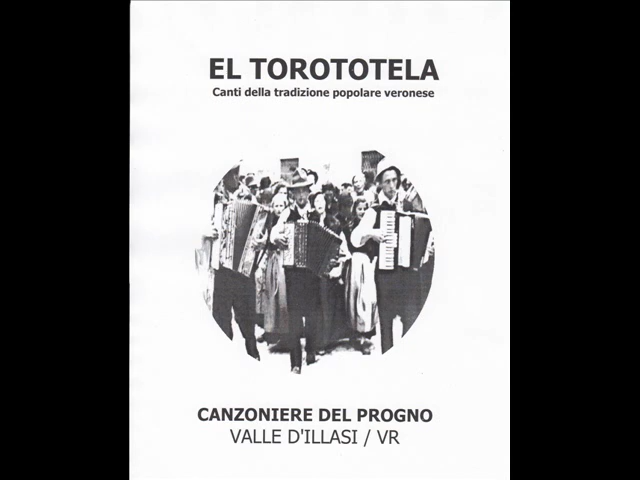 EL TOROTOTELA
Canti della tradizione popolare veronese
CANZONIERE DEL PROGNO
VALLE D'ILLASI / VR